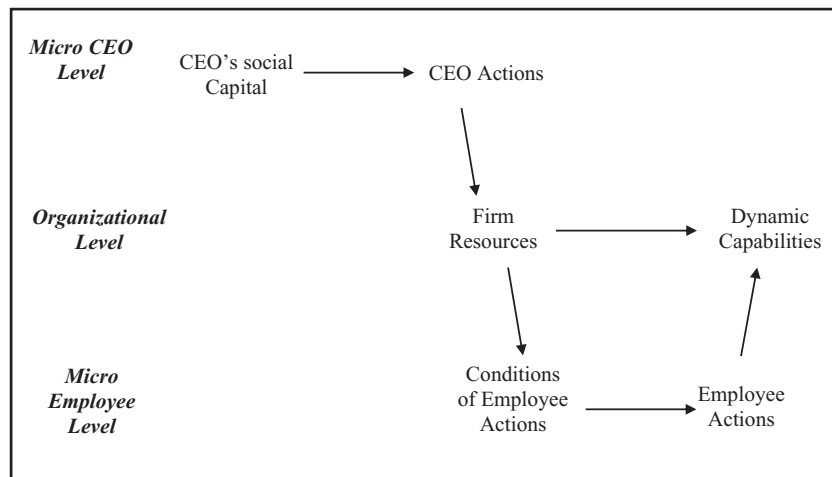 Micro CEO
Level
CEO’s social
Capital
CEO Actions
Organizational
Level
Firm
Resources
Dynamic
Capabilities
Micro
Employee
Level
Conditions
of Employee
Actions
Employee
Actions